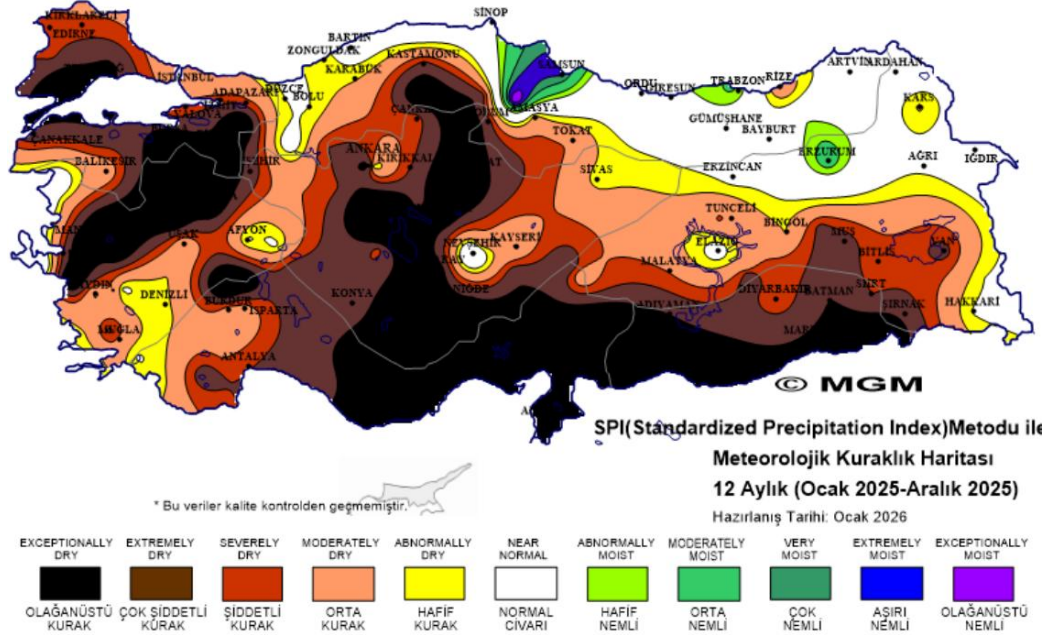 SİNOP
KIRKLARELİ
EDİRNE
BARTIN
ZONGULDAK
KASTAMONU
KARABÜK
SAMSUN
ARTVİN
ARDAHAN
İSTANBUL
DÜZCE
BOLU
ADAPAZARI
YALOVA
ORDU
GİRESUN
TRABZON
RİZE
KARS
AMASYA
GÜMÜŞHANE
BAYBURT
TOKAT
ÇANAKKALE
BALIKESİR
ANKARA
KIRIKKAL
ERZURUM
AĞRI
IĞDIR
SİVAS
ERZİNCAN
TUNCELİ
BİNGÖL
UŞAK
AFYON
NEVŞEHİR
KAYSERİ
ELAZIĞ
MUŞ
VAN
BİTLİS
MALATYA
AYDIN
DENİZLİ
BURDUR
ISPARTA
KONYA
NİĞDE
ADIYAMAN
DİYARBAKIR
BATMAN
SİİRT
ŞIRNAK
HAKKARİ
MUĞLA
ANTALYA
MAR
© MGM
SPI(Standardized Precipitation Index)Metodu ile
Meteorolojik Kuraklık Haritası
12 Aylık (Ocak 2025-Aralık 2025)
Hazırlanış Tarihi: Ocak 2026
* Bu veriler kalite kontrolden geçmemiştir.
EXCEPTIONALLY DRY
EXTREMELY DRY
SEVERELY DRY
MODERATELY DRY
ABNORMALLY DRY
NEAR NORMAL
ABNORMALLY MOIST
MODERATELY MOIST
VERY MOIST
EXTREMELY MOIST
EXCEPTIONALLY MOIST
OLAĞANÜSTÜ KURAK
ÇOK ŞİDDETLİ KURAK
ŞİDDETLİ KURAK
ORTA KURAK
HAFİF KURAK
NORMAL CİVARI
HAFİF NEMLİ
ORTA NEMLİ
ÇOK NEMLİ
AŞIRI NEMLİ
OLAĞANÜSTÜ NEMLİ